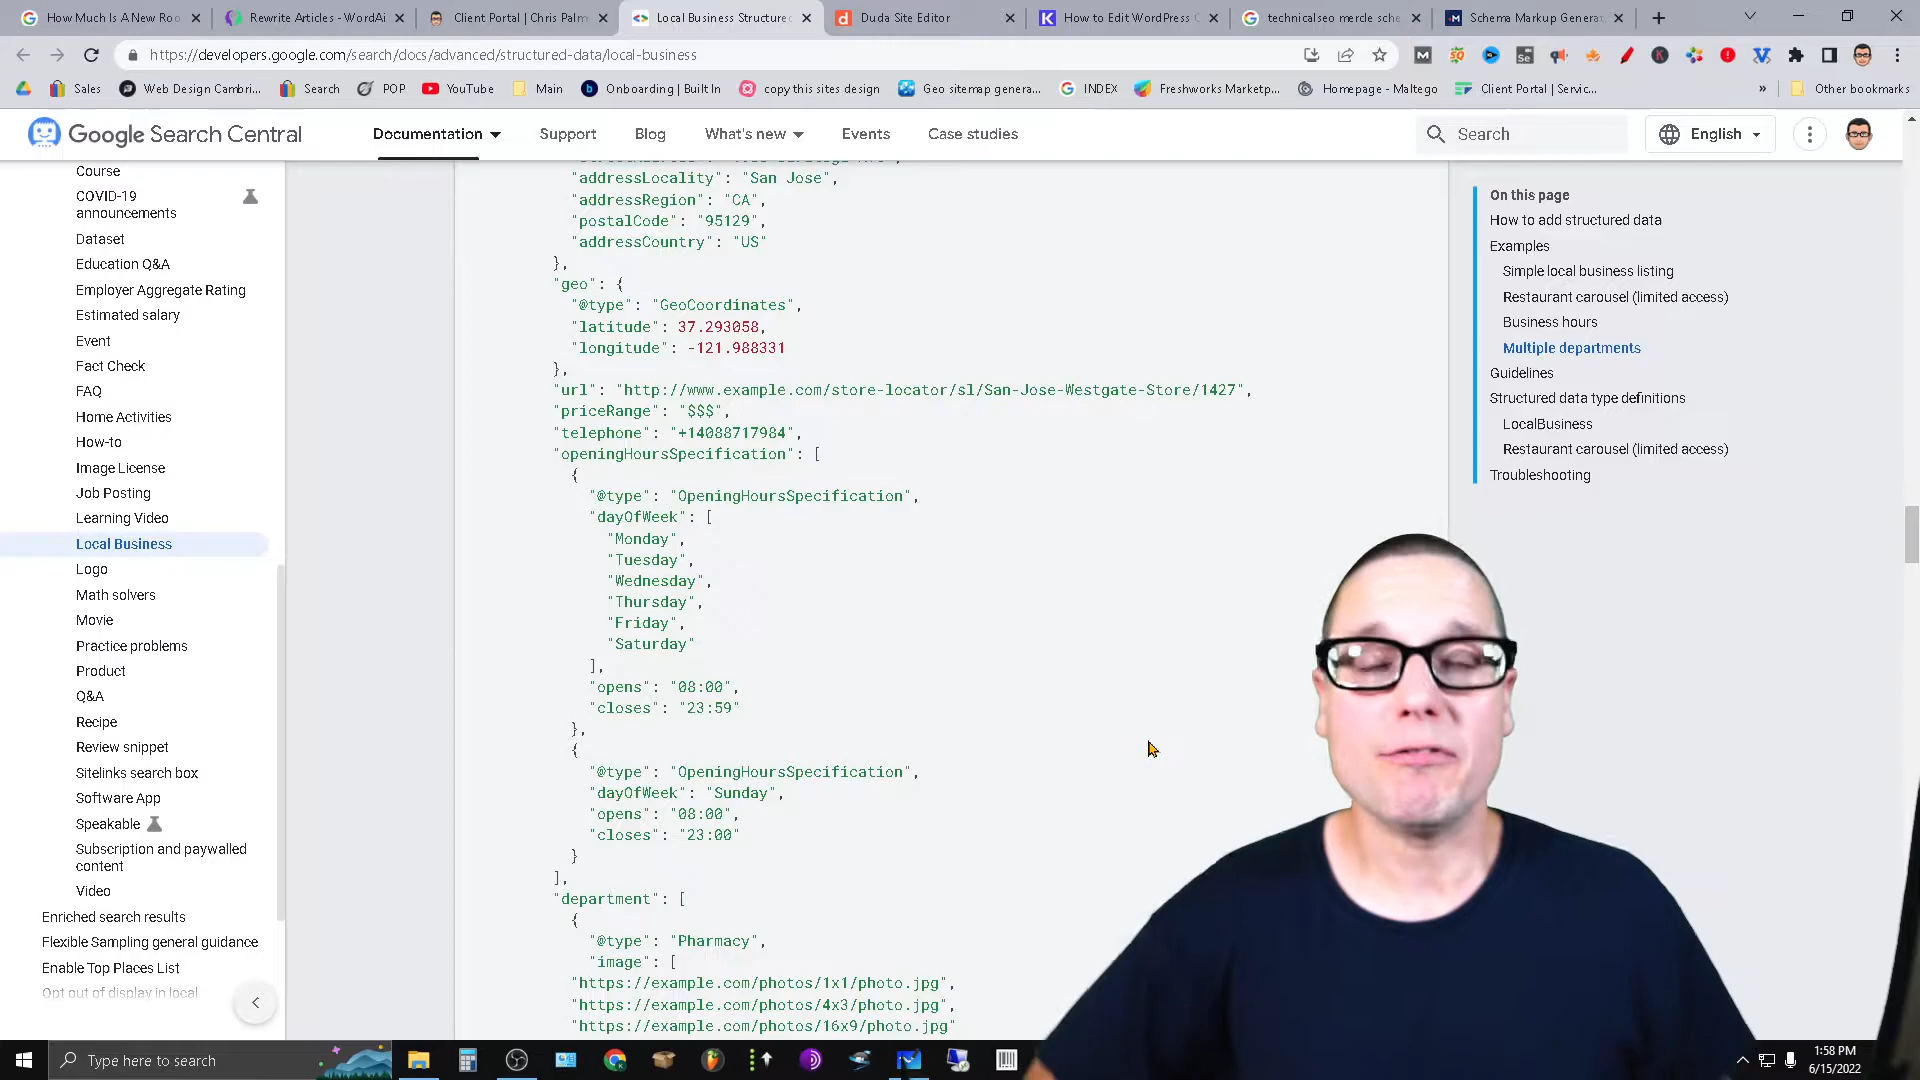 How Much Is A New Roo
Rewrite Articles - WordAi
Client Portal | Chris Palm
Local Business Structure
Duda Site Editor
How to Edit WordPress
technicalseo mercle sche
Schema Markup Genera
https://developers.google.com/search/docs/advanced/structured-data/local-business
Sales
Web Design Cambri...
Search
POP
YouTube
Main
Onboarding | Built In
copy this sites design
Geo sitemap genera...
INDEX
Freshworks Marketp...
Homepage - Maltego
Client Portal | Servic...
»
Other bookmarks
Google Search Central
Documentation
Support
Blog
What's new
Events
Case studies
Search
English
Course
COVID-19
announcements
Dataset
Education Q&A
Employer Aggregate Rating
Estimated salary
Event
Fact Check
FAQ
Home Activities
How-to
Image License
Job Posting
Learning Video
Local Business
Logo
Math solvers
Movie
Practice problems
Product
Q&A
Recipe
Review snippet
Sitelinks search box
Software App
Speakable
Subscription and paywalled
content
Video
Enriched search results
Flexible Sampling general guidance
Enable Top Places List
Opt out of display in local
"addressLocality": "San Jose",
"addressRegion": "CA",
"postalCode": "95129",
"addressCountry": "US"
},
"geo": {
"@type": "GeoCoordinates",
"latitude": 37.293058,
"longitude": -121.988331
},
"url": "http://www.example.com/store-locator/sl/San-Jose-Westgate-Store/1427",
"priceRange": "$$$",
"telephone": "+14088717984",
"openingHoursSpecification": [
{
"@type": "OpeningHoursSpecification",
"dayOfWeek": [
"Monday",
"Tuesday",
"Wednesday",
"Thursday",
"Friday",
"Saturday"
],
"opens": "08:00",
"closes": "23:59"
},
{
"@type": "OpeningHoursSpecification",
"dayOfWeek": "Sunday",
"opens": "08:00",
"closes": "23:00"
}
],
"department": [
{
"@type": "Pharmacy",
"image": [
"https://example.com/photos/1x1/photo.jpg",
"https://example.com/photos/4x3/photo.jpg",
"https://example.com/photos/16x9/photo.jpg"
On this page
How to add structured data
Examples
Simple local business listing
Restaurant carousel (limited access)
Business hours
Multiple departments
Guidelines
Structured data type definitions
LocalBusiness
Restaurant carousel (limited access)
Troubleshooting
Type here to search
1:58 PM
6/15/2022